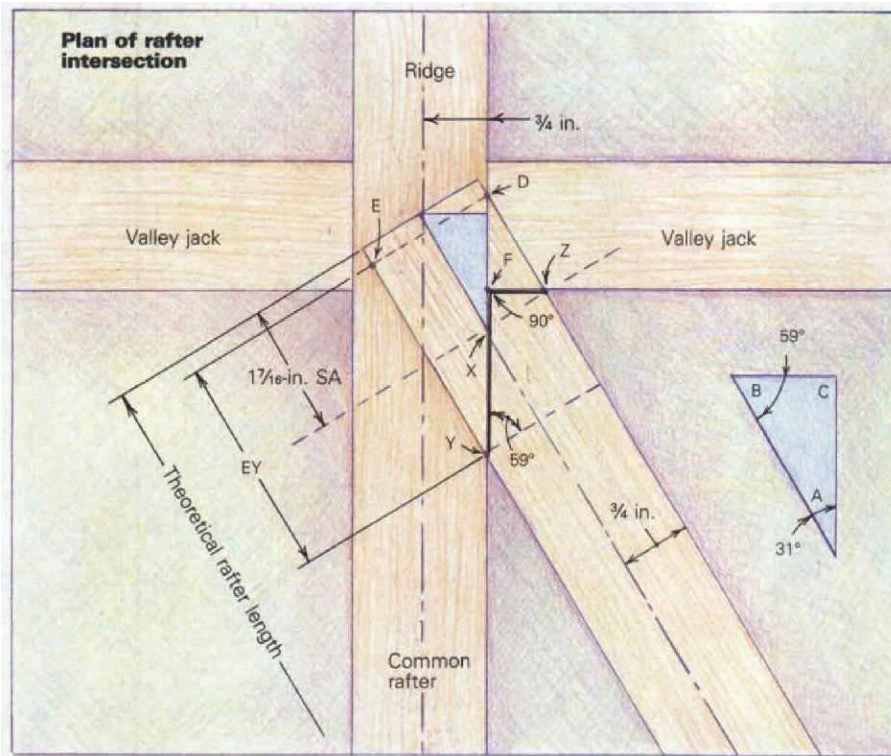 Plan of rafter
intersection
Ridge
¾ in.
D
E
Valley jack
Z
Valley jack
F
90°
59°
1⁷⁄₁₆-in. SA
X
B
C
EY
Y
59°
A
Theoretical rafter length
¾ in.
31°
Common
rafter